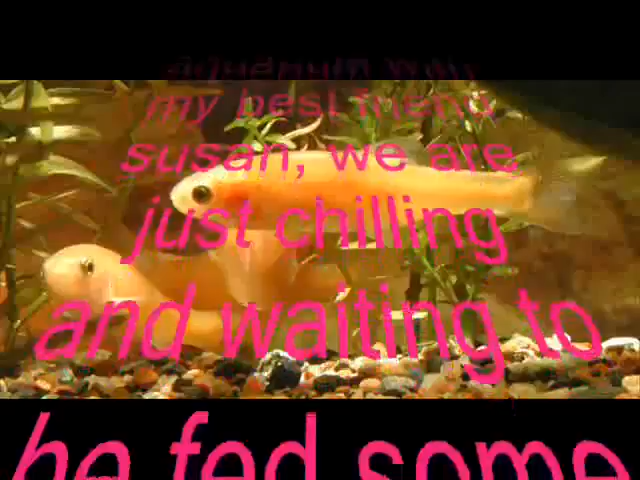 my best friend
susan, we are
just chilling
and waiting to
be fed some